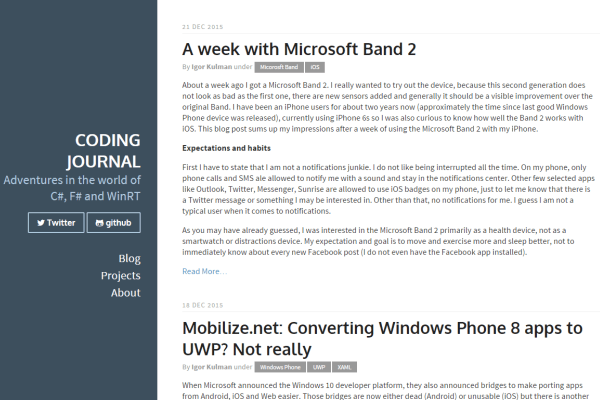 CODING
JOURNAL
Adventures in the world of
C#, F# and WinRT
Twitter github
Blog
Projects
About
21 DEC 2015
A week with Microsoft Band 2
By Igor Kulman under Microsoft Band iOS
About a week ago I got a Microsoft Band 2. I really wanted to try out the device, because this second generation does
not look as bad as the first one, there are new sensors added and generally it should be a visible improvement over the
original Band. I have been an iPhone users for about two years now (approximately the time since last good Windows
Phone device was released), currently using iPhone 6s so I was also curious to know how well the Band 2 works with
iOS. This blog post sums up my impressions after a week of using the Microsoft Band 2 with my iPhone.
Expectations and habits
First I have to state that I am not a notifications junkie. I do not like being interrupted all the time. On my phone, only
phone calls and SMS ale allowed to notify me with a sound and stay in the notifications center. Other few selected apps
like Outlook, Twitter, Messenger, Sunrise are allowed to use iOS badges on my phone, just to let me know that there is
a Twitter message or something I may be interested in. Other than that, no notifications for me. I guess I am not a
typical user when it comes to notifications.
As you may have already guessed, I was interested in the Microsoft Band 2 primarily as a health device, not as a
smartwatch or distractions device. My expectation and goal is to move and exercise more and sleep better, not to
immediately know about every new Facebook post (I do not even have the Facebook app installed).
Read More…
18 DEC 2015
Mobilize.net: Converting Windows Phone 8 apps to
UWP? Not really
By Igor Kulman under Windows Phone UWP XAML
When Microsoft announced the Windows 10 developer platform, they also announced bridges to make porting apps
from Android, iOS and Web easier. Those bridges are now either dead (Android) or unusable (iOS) but there is another